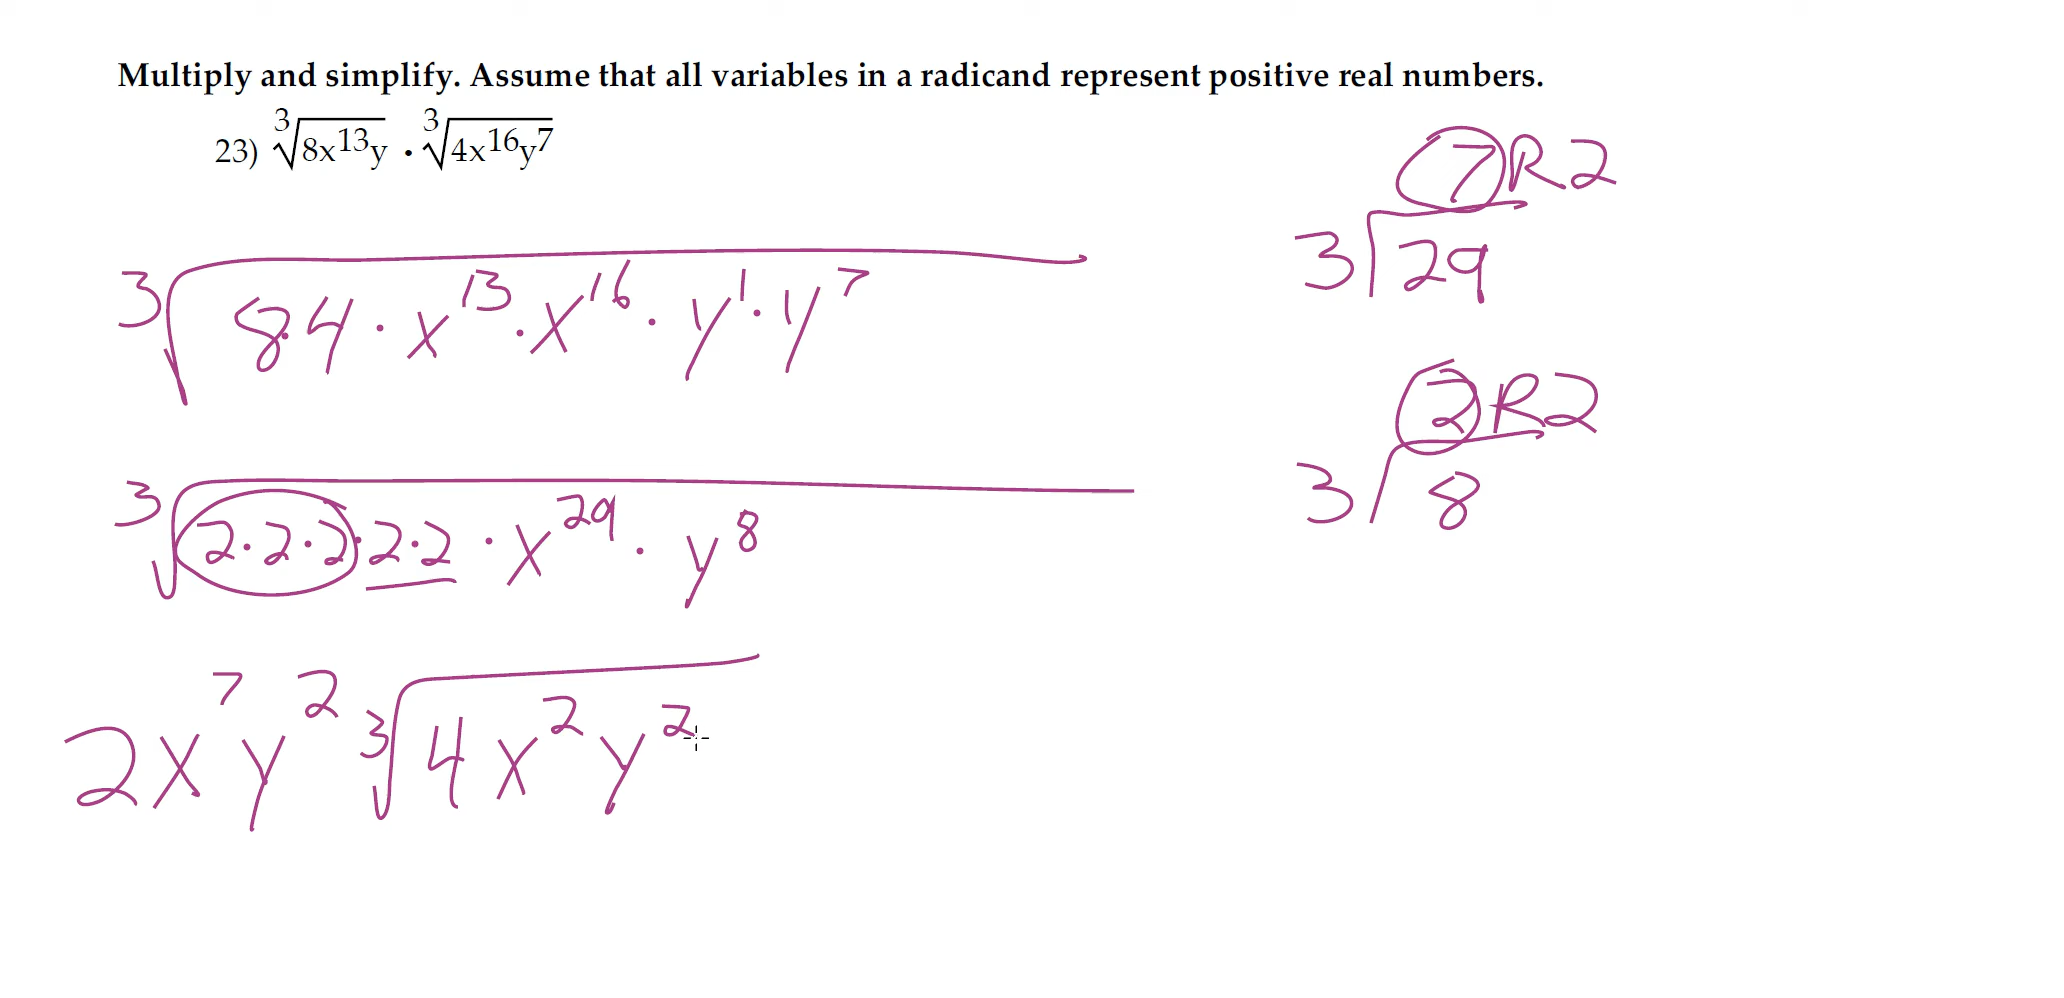 Multiply and simplify. Assume that all variables in a radicand represent positive real numbers.
23) ∛(8x¹³y) · ∛(4x¹⁶y⁷)
∛(8·4 · x¹³ · x¹⁶ · y¹ · y⁷)
∛(2·2·2·2·2 · x²⁹ · y⁸)
2x⁷y² ∛(4x²y²)
7 R2
3 29
2 R2
3 8